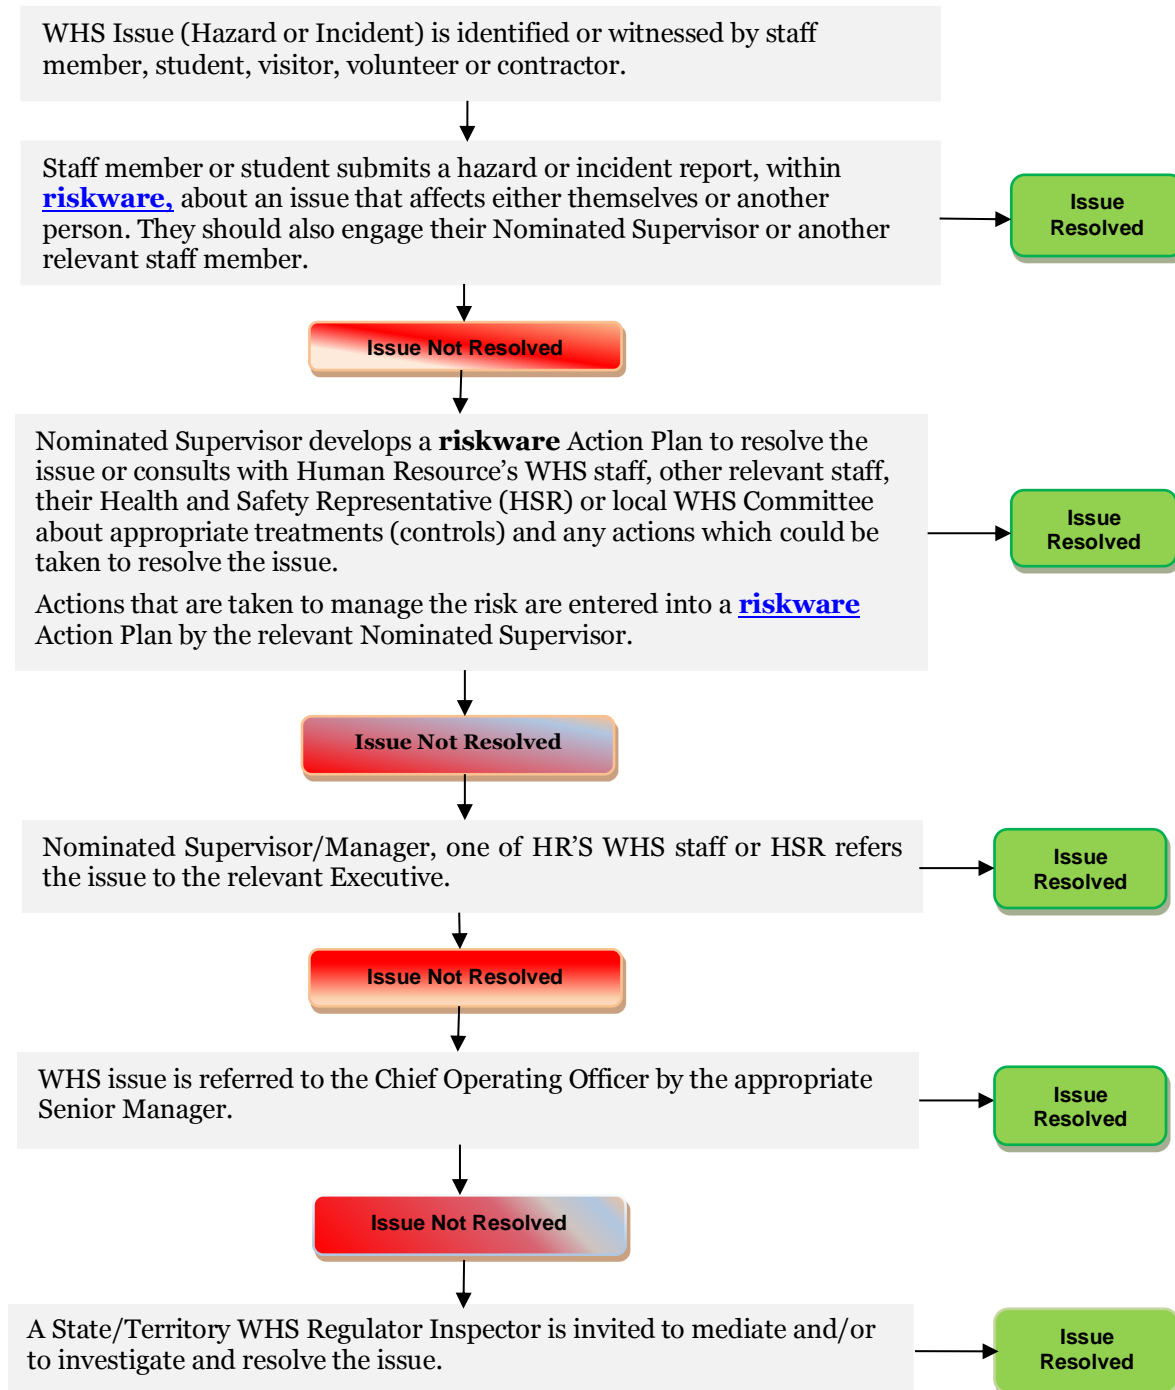 WHS Issue (Hazard or Incident) is identified or witnessed by staff
member, student, visitor, volunteer or contractor.
Staff member or student submits a hazard or incident report, within
riskware, about an issue that affects either themselves or another
person. They should also engage their Nominated Supervisor or another
relevant staff member.
Issue
Resolved
Issue Not Resolved
Nominated Supervisor develops a riskware Action Plan to resolve the
issue or consults with Human Resource's WHS staff, other relevant staff,
their Health and Safety Representative (HSR) or local WHS Committee
about appropriate treatments (controls) and any actions which could be
taken to resolve the issue.
Actions that are taken to manage the risk are entered into a riskware
Action Plan by the relevant Nominated Supervisor.
Issue
Resolved
Issue Not Resolved
Nominated Supervisor/Manager, one of HR'S WHS staff or HSR refers
the issue to the relevant Executive.
Issue
Resolved
Issue Not Resolved
WHS issue is referred to the Chief Operating Officer by the appropriate
Senior Manager.
Issue
Resolved
Issue Not Resolved
A State/Territory WHS Regulator Inspector is invited to mediate and/or
to investigate and resolve the issue.
Issue
Resolved